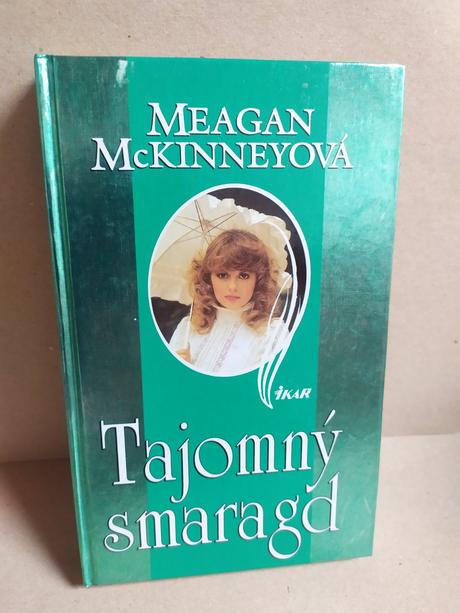 MEAGAN
McKINNEYOVÁ
IKAR
Tajomný
smaragd